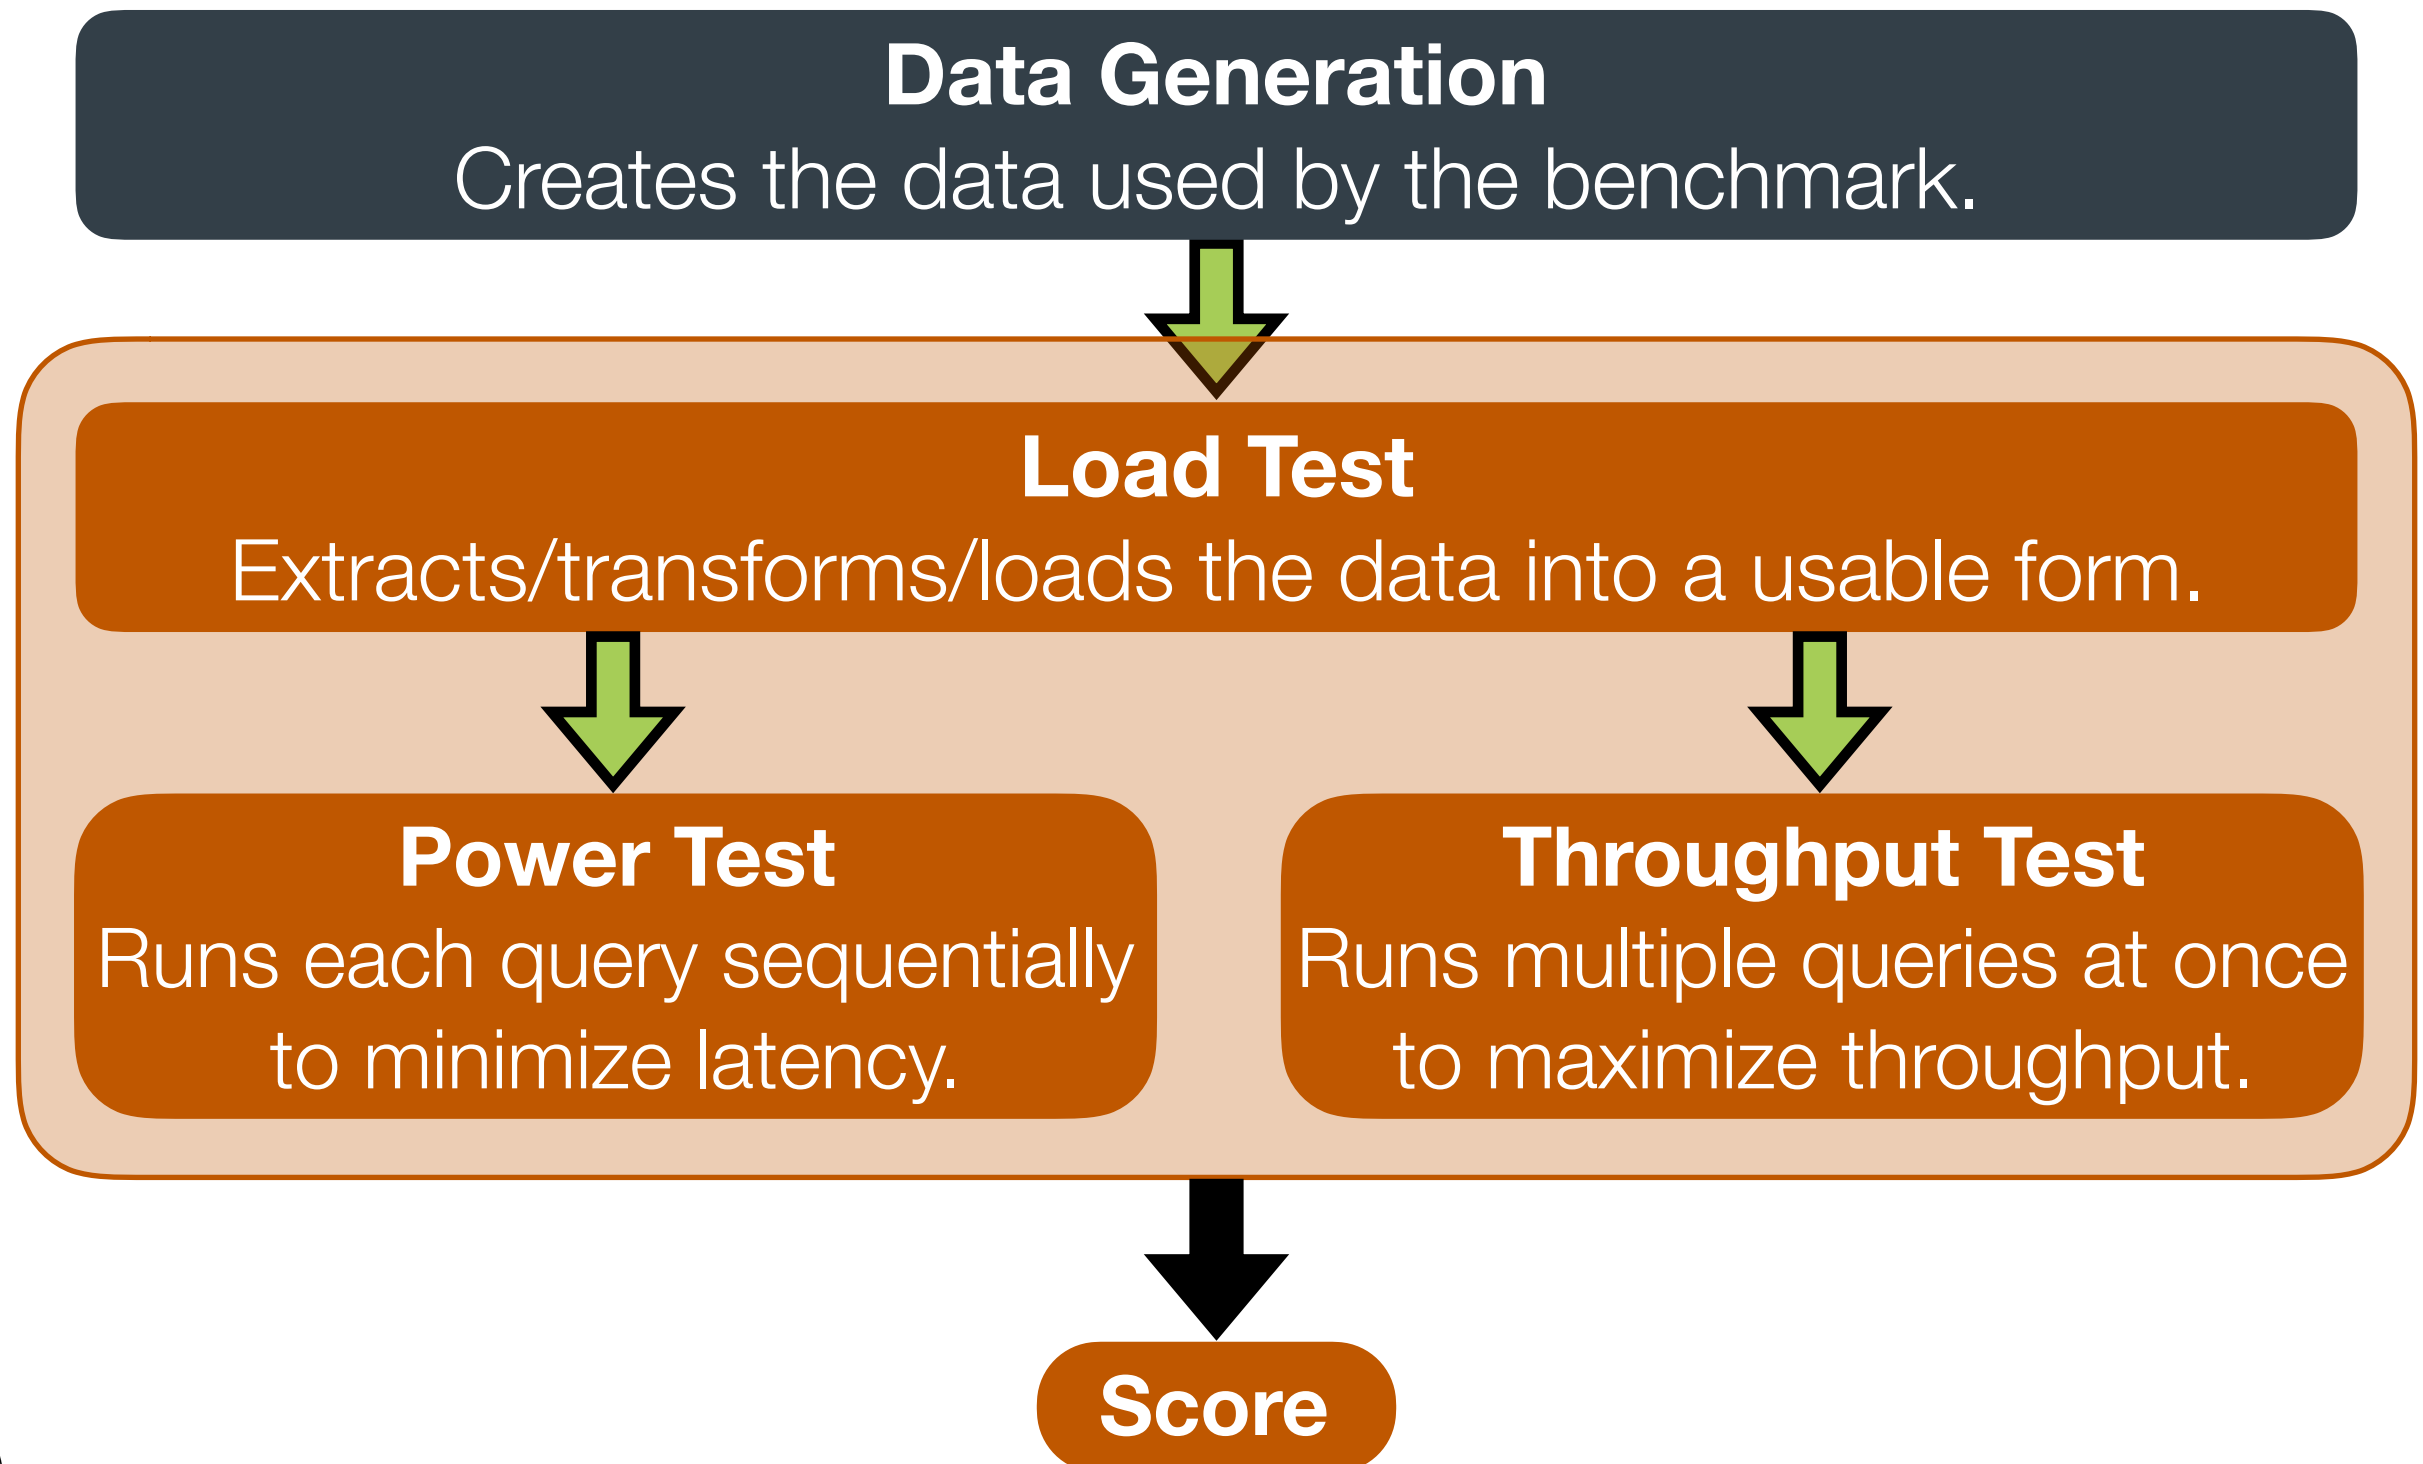 Data Generation
Creates the data used by the benchmark.
Load Test
Extracts/transforms/loads the data into a usable form.
Power Test
Runs each query sequentially
to minimize latency.
Throughput Test
Runs multiple queries at once
to maximize throughput.
Score